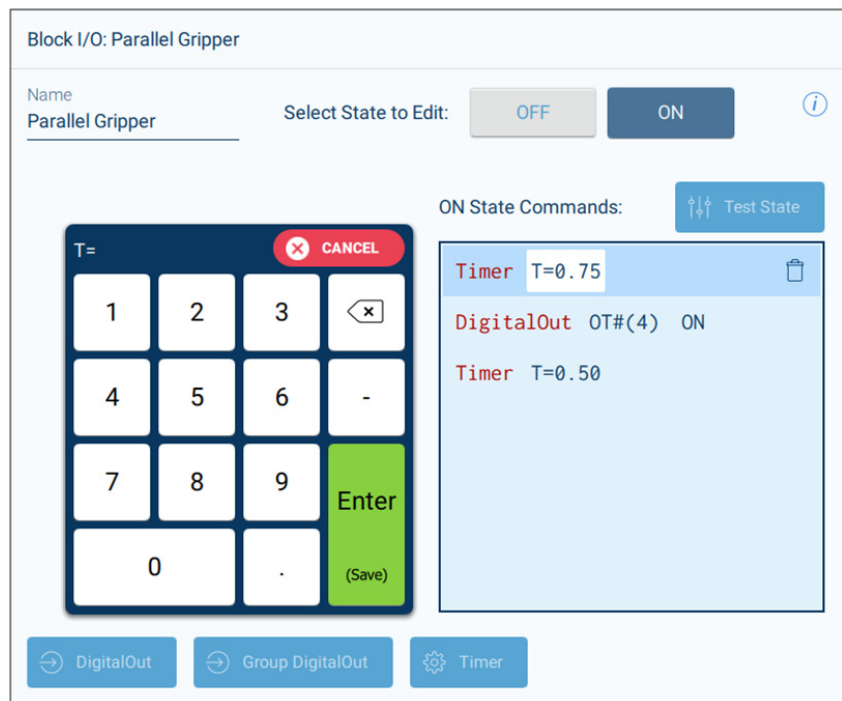 Block I/O: Parallel Gripper
Name
Parallel Gripper
Select State to Edit:
OFF
ON
i
ON State Commands:
Test State
T=
CANCEL
1 2 3
4 5 6 -
7 8 9
Enter
0 .
(Save)
Timer T=0.75
DigitalOut OT#(4) ON
Timer T=0.50
DigitalOut
Group DigitalOut
Timer